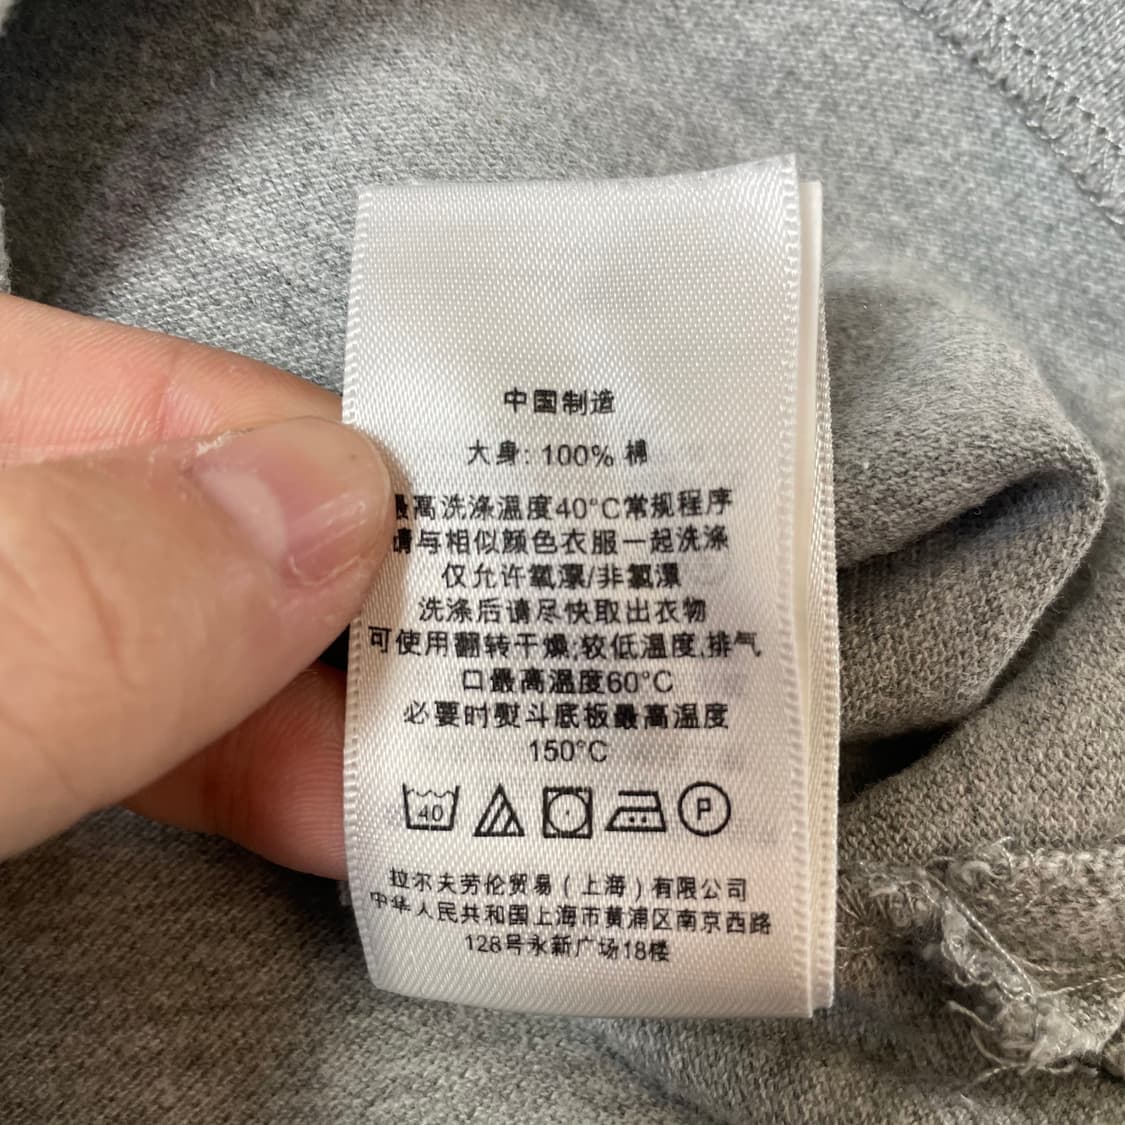 中国制造
大身: 100% 棉
最高洗涤温度40°C常规程序
请与相似颜色衣服一起洗涤
仅允许氧漂/非氯漂
洗涤后请尽快取出衣物
可使用翻转干燥;较低温度,排气
口最高温度60°C
必要时熨斗底板最高温度
150°C
40 P
拉尔夫劳伦贸易(上海)有限公司
中华人民共和国上海市黄浦区南京西路
128号永新广场18楼